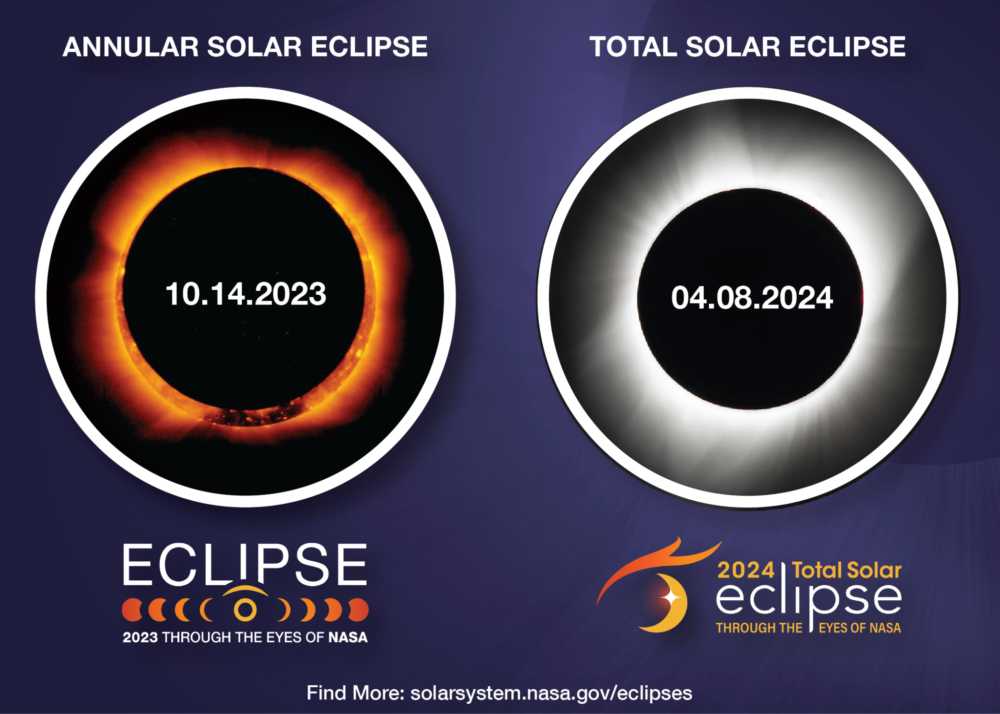 ANNULAR SOLAR ECLIPSE
10.14.2023
ECLIPSE
2023 THROUGH THE EYES OF NASA
TOTAL SOLAR ECLIPSE
04.08.2024
2024 Total Solar
eclipse
THROUGH THE EYES OF NASA
Find More: solarsystem.nasa.gov/eclipses